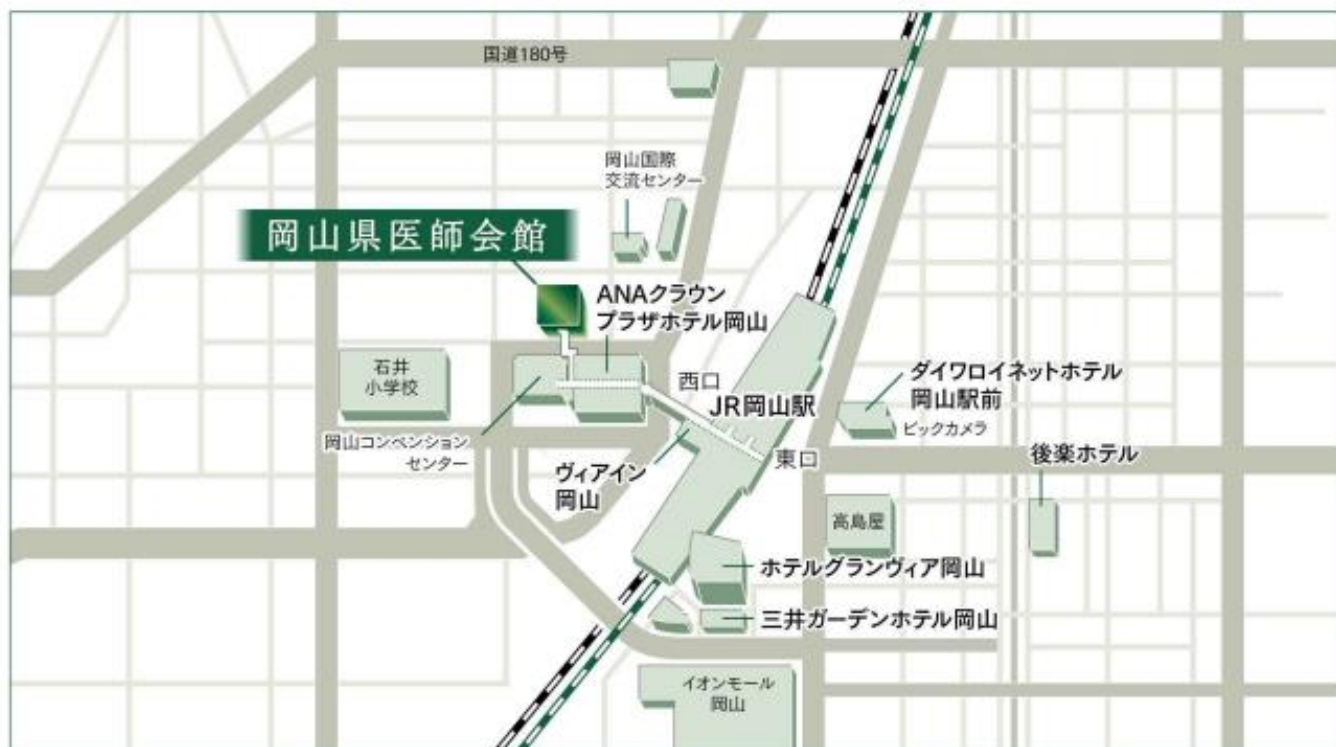 国道180号
岡山国際
交流センター
岡山県医師会館
ANAクラウン
プラザホテル岡山
石井
小学校
西口
JR岡山駅
ダイワロイネットホテル
岡山駅前
ビックカメラ
岡山コンベンション
センター
東口
後楽ホテル
ヴィアイン
岡山
高島屋
ホテルグランヴィア岡山
三井ガーデンホテル岡山
イオンモール
岡山